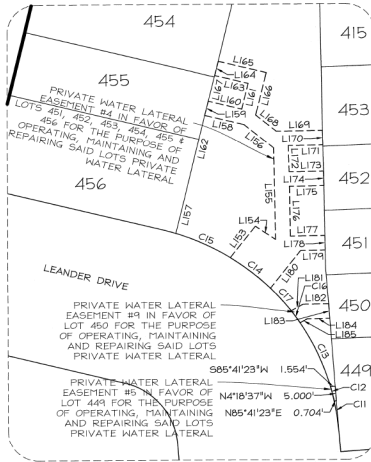 454
415
L165
L164
L163
L167
L161
L166
455
PRIVATE WATER LATERAL
EASEMENT #4 IN FAVOR OF
LOTS 451, 452, 453, 454, 455 &
456 FOR THE PURPOSE OF
OPERATING, MAINTAINING AND
REPAIRING SAID LOTS PRIVATE
WATER LATERAL
L160
L159
L158
L168
L169
L170
453
L156
L162
L171
L172
L173
L174
L175
452
456
L155
L176
L157
L154
L153
L177
L178
L179
451
C15
C14
L180
LEANDER DRIVE
C17
L181
C16
L182
PRIVATE WATER LATERAL
EASEMENT #9 IN FAVOR OF
LOT 450 FOR THE PURPOSE
OF OPERATING, MAINTAINING
AND REPAIRING SAID LOTS
PRIVATE WATER LATERAL
450
L183
L184
L185
C13
449
S85°41'23"W 1.554'
PRIVATE WATER LATERAL
EASEMENT #5 IN FAVOR OF
LOT 449 FOR THE PURPOSE
OF OPERATING, MAINTAINING
AND REPAIRING SAID LOTS
PRIVATE WATER LATERAL
N4°18'37"W 5.000'
N85°41'23"E 0.704'
C12
C11